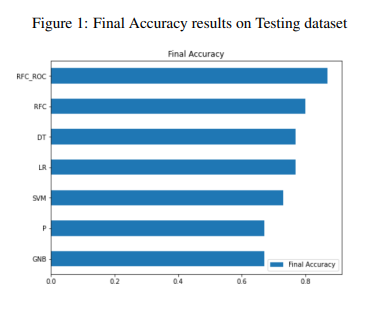 Figure 1: Final Accuracy results on Testing dataset
Final Accuracy
RFC_ROC
RFC
DT
LR
SVM
P
GNB
Final Accuracy
0.0 0.2 0.4 0.6 0.8